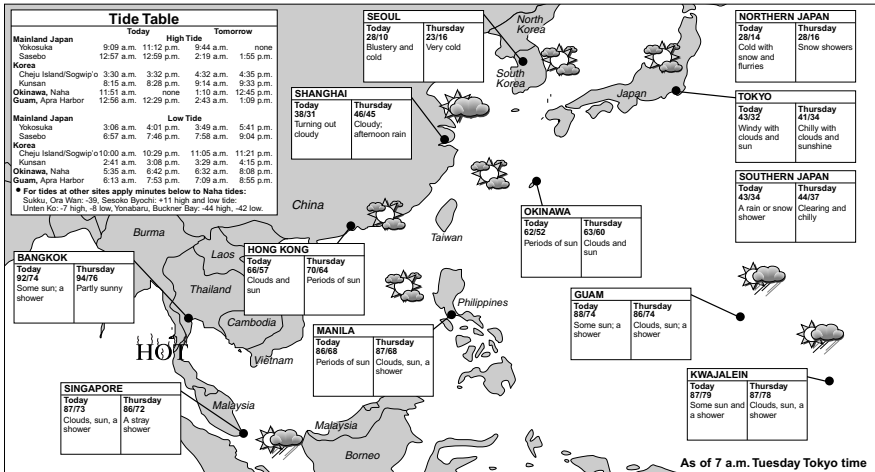 Tide Table
Today Tomorrow
Mainland Japan High Tide
Yokosuka 9:09 a.m. 11:12 p.m. 9:44 a.m. none
Sasebo 12:57 a.m. 12:59 p.m. 2:19 a.m. 1:55 p.m.
Korea
Cheju Island/Sogwip'o 3:30 a.m. 3:32 p.m. 4:32 a.m. 4:35 p.m.
Kunsan 8:15 a.m. 8:28 p.m. 9:14 a.m. 9:33 p.m.
Okinawa, Naha 11:51 a.m. none 1:10 a.m. 12:45 p.m.
Guam, Apra Harbor 12:56 a.m. 12:29 p.m. 2:43 a.m. 1:09 p.m.
Mainland Japan Low Tide
Yokosuka 3:06 a.m. 4:01 p.m. 3:49 a.m. 5:41 p.m.
Sasebo 6:57 a.m. 7:46 p.m. 7:58 a.m. 9:04 p.m.
Korea
Cheju Island/Sogwip'o 10:00 a.m. 10:29 p.m. 11:05 a.m. 11:21 p.m.
Kunsan 2:41 a.m. 3:08 p.m. 3:29 a.m. 4:15 p.m.
Okinawa, Naha 5:35 a.m. 6:42 p.m. 6:32 a.m. 8:08 p.m.
Guam, Apra Harbor 6:13 a.m. 7:53 p.m. 7:09 a.m. 8:55 p.m.
• For tides at other sites apply minutes below to Naha tides:
Sukku, Ora Wan: -39, Sesoko Byochi: +11 high and low tide:
Unten Ko: -7 high, -8 low, Yonabaru, Buckner Bay: -44 high, -42 low.
SEOUL
Today Thursday
28/10 23/16
Blustery and Very cold
cold
North
Korea
South
Korea
Japan
NORTHERN JAPAN
Today Thursday
28/14 28/16
Cold with Snow showers
snow and
flurries
TOKYO
Today Thursday
43/32 41/34
Windy with Chilly with
clouds and clouds and
sun sunshine
SOUTHERN JAPAN
Today Thursday
43/34 44/37
A rain or snow Clearing and
shower chilly
SHANGHAI
Today Thursday
38/31 46/45
Turning out Cloudy;
cloudy afternoon rain
China
Taiwan
OKINAWA
Today Thursday
62/52 63/60
Periods of sun Clouds and
sun
Burma
Laos
Thailand
Cambodia
Vietnam
HONG KONG
Today Thursday
66/57 70/64
Clouds and Periods of sun
sun
BANGKOK
Today Thursday
92/74 94/76
Some sun; a Partly sunny
shower
HOT
Philippines
MANILA
Today Thursday
86/68 87/68
Periods of sun Clouds, sun, a
shower
GUAM
Today Thursday
88/74 86/74
Some sun; a Clouds, sun; a
shower shower
KWAJALEIN
Today Thursday
87/79 87/78
Some sun and Clouds, sun, a
a shower shower
SINGAPORE
Today Thursday
87/73 86/72
Clouds, sun, a A stray
shower shower
Malaysia
Malaysia
Borneo
As of 7 a.m. Tuesday Tokyo time